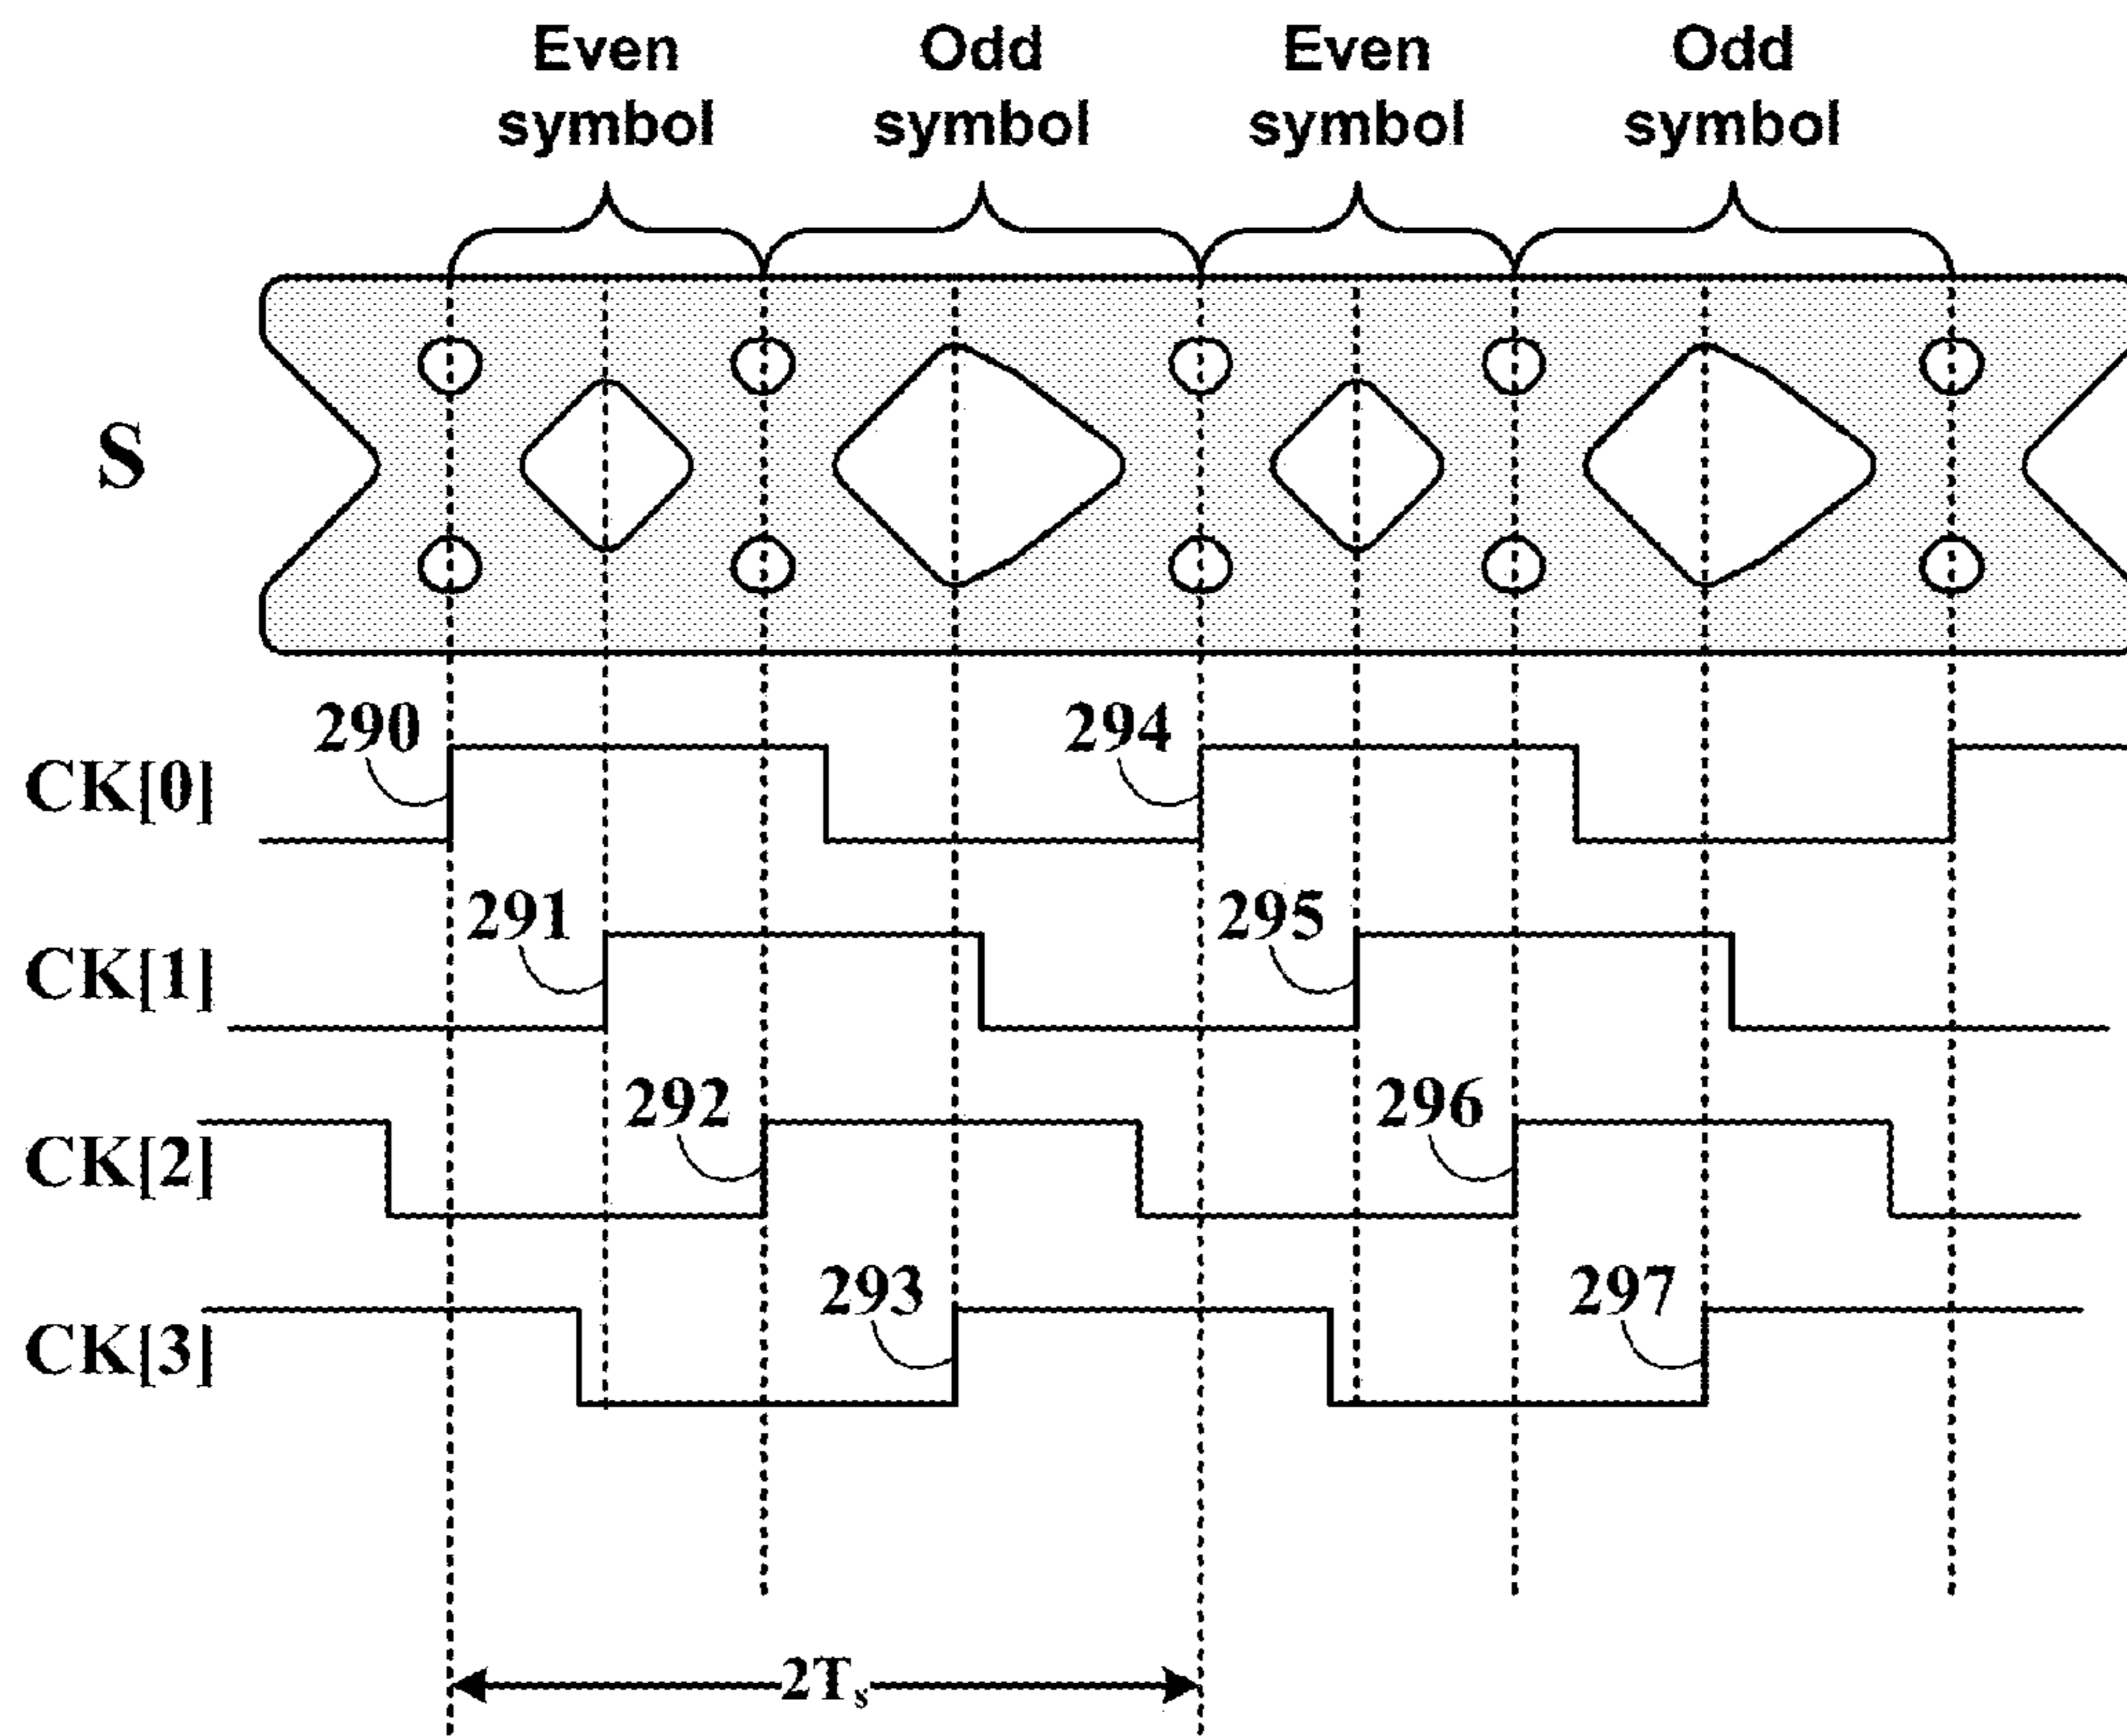 Even symbol
Odd symbol
Even symbol
Odd symbol
S
290
294
CK[0]
291
295
CK[1]
292
296
CK[2]
293
297
CK[3]
2Ts